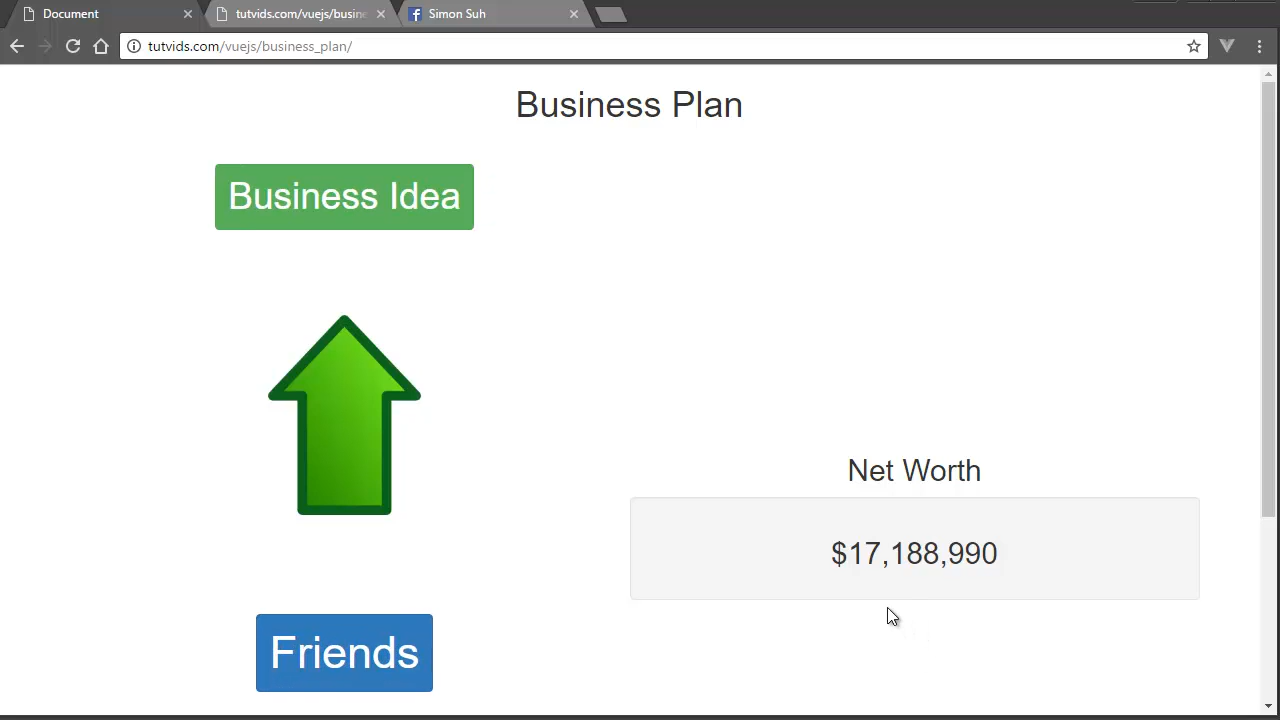 Document
tutvids.com/vuejs/busine
Simon Suh
tutvids.com/vuejs/business_plan/
Business Plan
Business Idea
Net Worth
$17,188,990
Friends